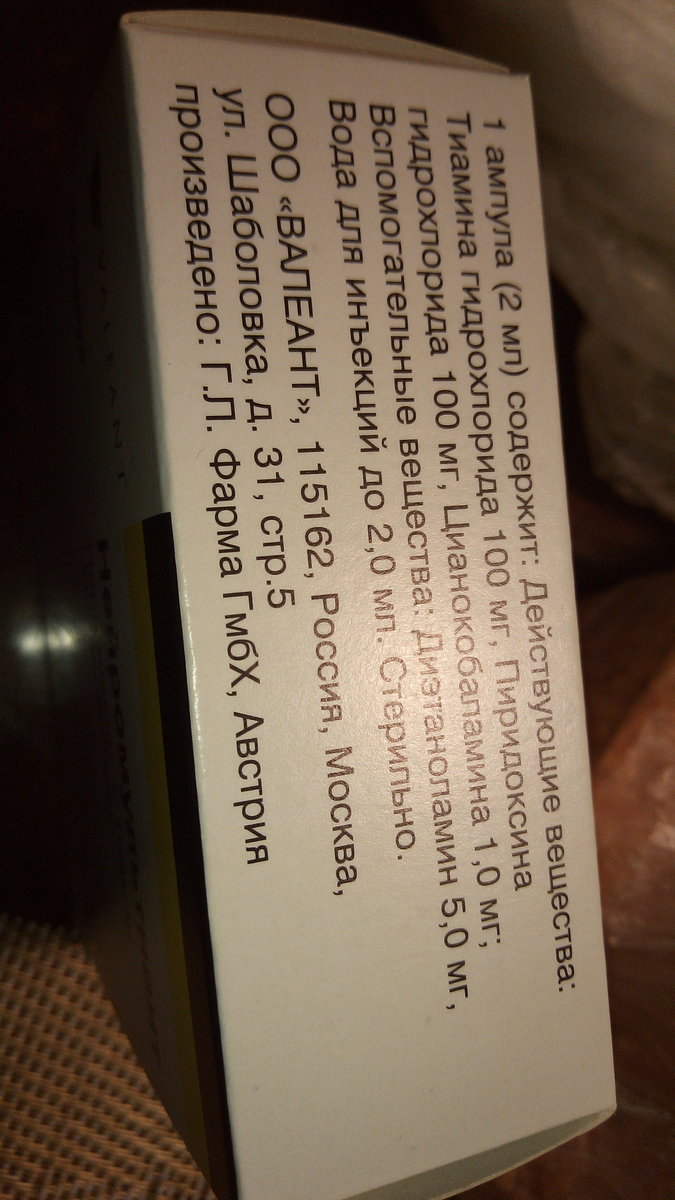 1 ампула (2 мл) содержит: Действующие вещества:
Тиамина гидрохлорида 100 мг, Пиридоксина
гидрохлорида 100 мг, Цианокобаламина 1,0 мг;
Вспомогательные вещества: Диэтаноламин 5,0 мг,
Вода для инъекций до 2,0 мл. Стерильно.
ООО «ВАЛЕАНТ», 115162, Россия, Москва,
ул. Шаболовка, д. 31, стр.5
произведено: Г.Л. фарма ГмбХ, Австрия